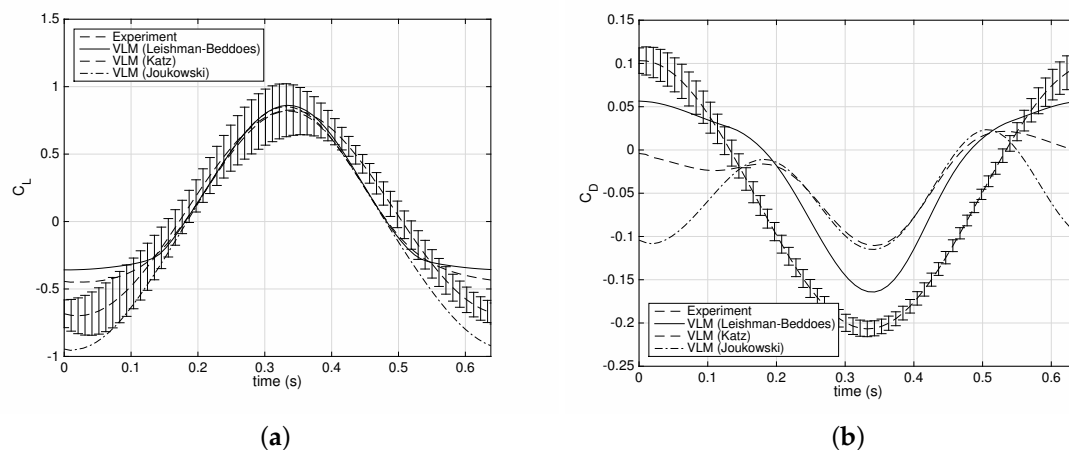 1.5
1
0.5
0
-0.5
-1
C_L
0 0.1 0.2 0.3 0.4 0.5 0.6
time (s)
Experiment
VLM (Leishman-Beddoes)
VLM (Katz)
VLM (Joukowski)
(a)
0.15
0.1
0.05
0
-0.05
-0.1
-0.15
-0.2
-0.25
C_D
Experiment
VLM (Leishman-Beddoes)
VLM (Katz)
VLM (Joukowski)
0 0.1 0.2 0.3 0.4 0.5 0.6
time (s)
(b)